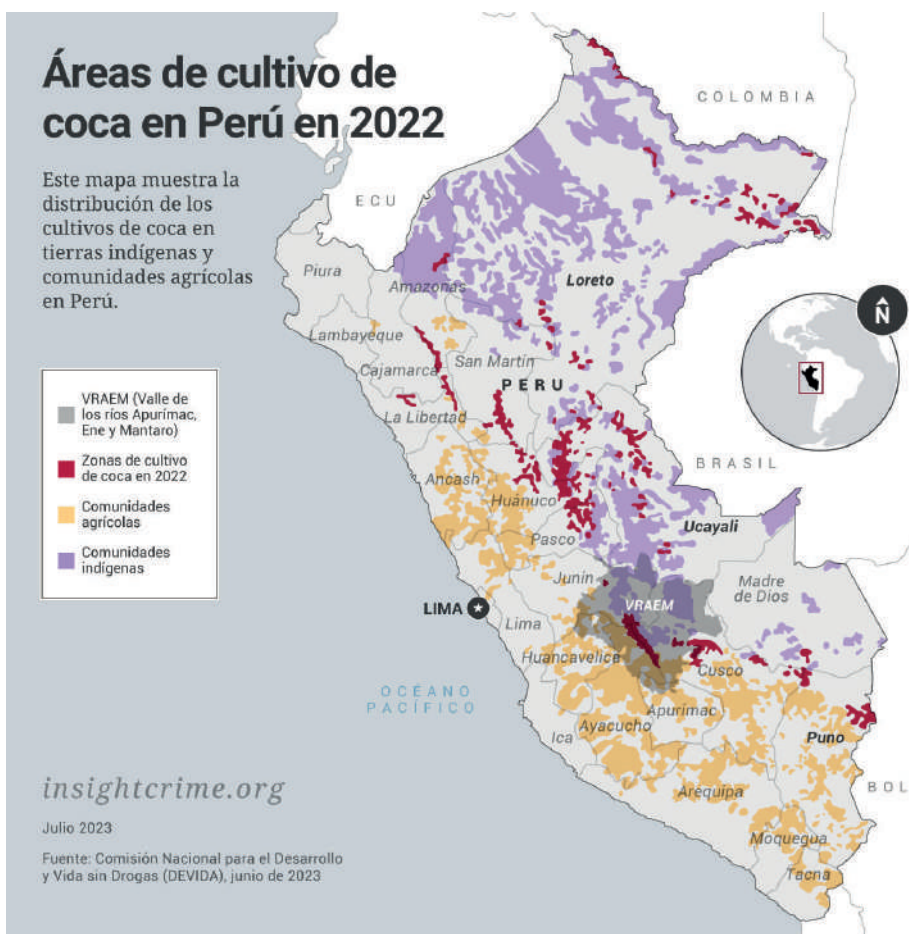 Áreas de cultivo de
coca en Perú en 2022
Este mapa muestra la
distribución de los
cultivos de coca en
tierras indígenas y
comunidades agrícolas
en Perú.
VRAEM (Valle de
los ríos Apurímac,
Ene y Mantaro)
Zonas de cultivo
de coca en 2022
Comunidades
agrícolas
Comunidades
indígenas
COLOMBIA
ECU
Piura
Amazonas
Loreto
Lambayeque
Cajamarca
San Martín
PERU
La Libertad
N
BRASIL
Ancash
Huánuco
Ucayali
Pasco
Junín
Madre
de Dios
VRAEM
LIMA
Lima
Huancavelica
Cusco
OCÉANO
PACÍFICO
Apurímac
Ica
Ayacucho
Puno
BOL
Arequipa
Moquegua
Tacna
insightcrime.org
Julio 2023
Fuente: Comisión Nacional para el Desarrollo
y Vida sin Drogas (DEVIDA), junio de 2023